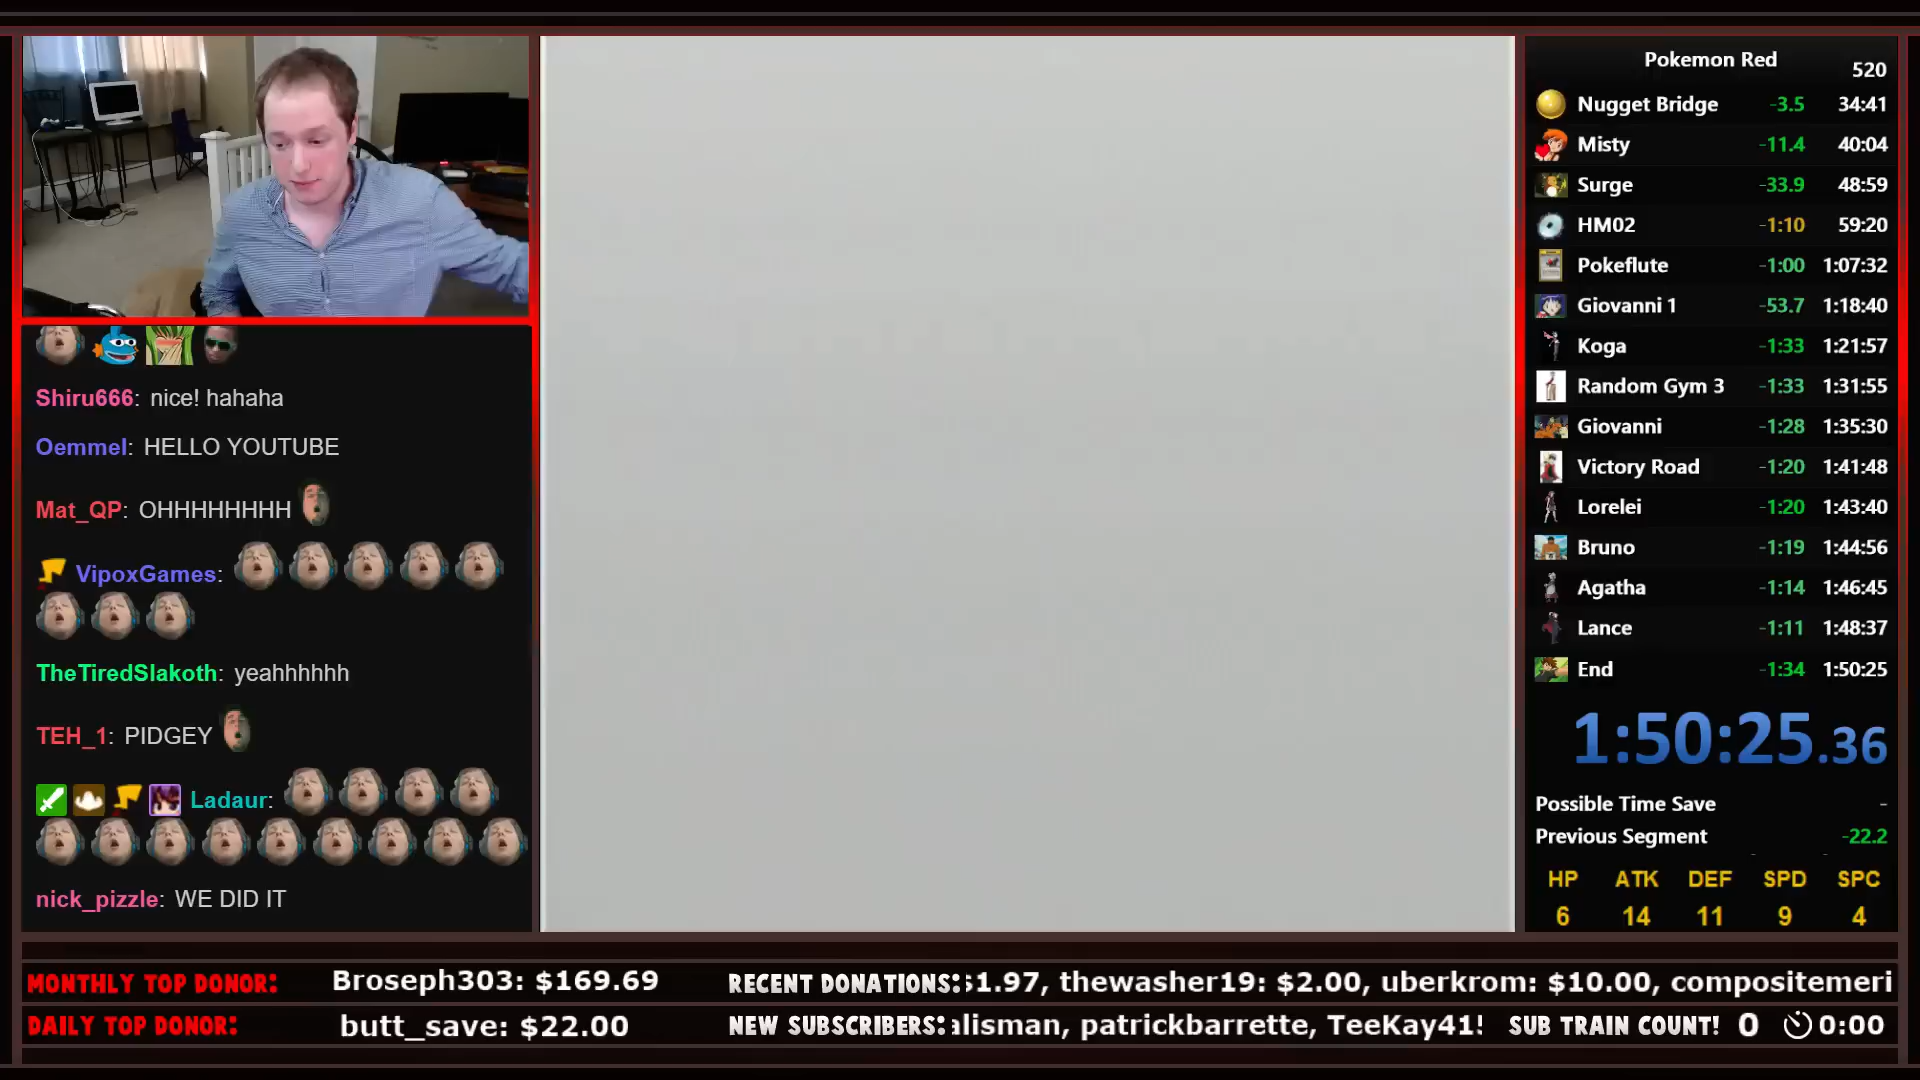 Shiru666: nice! hahaha
Oemmel: HELLO YOUTUBE
Mat_QP: OHHHHHHHH
VipoxGames:
TheTiredSlakoth: yeahhhhhh
TEH_1: PIDGEY
Ladaur:
nick_pizzle: WE DID IT
Pokemon Red 520
Nugget Bridge -3.5 34:41
Misty -11.4 40:04
Surge -33.9 48:59
HM02 -1:10 59:20
Pokeflute -1:00 1:07:32
Giovanni 1 -53.7 1:18:40
Koga -1:33 1:21:57
Random Gym 3 -1:33 1:31:55
Giovanni -1:28 1:35:30
Victory Road -1:20 1:41:48
Lorelei -1:20 1:43:40
Bruno -1:19 1:44:56
Agatha -1:14 1:46:45
Lance -1:11 1:48:37
End -1:34 1:50:25
1:50:25.36
Possible Time Save -
Previous Segment -22.2
HP ATK DEF SPD SPC
6 14 11 9 4
MONTHLY TOP DONOR: Broseph303: $169.69 RECENT DONATIONS: $1.97, thewasher19: $2.00, uberkrom: $10.00, compositemeri
DAILY TOP DONOR: butt_save: $22.00 NEW SUBSCRIBERS: alisman, patrickbarrette, TeeKay41 SUB TRAIN COUNT! 0 0:00